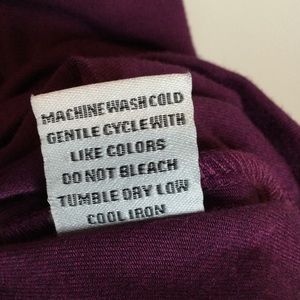 MACHINE WASH COLD
GENTLE CYCLE WITH
LIKE COLORS
DO NOT BLEACH
TUMBLE DRY LOW
COOL IRON